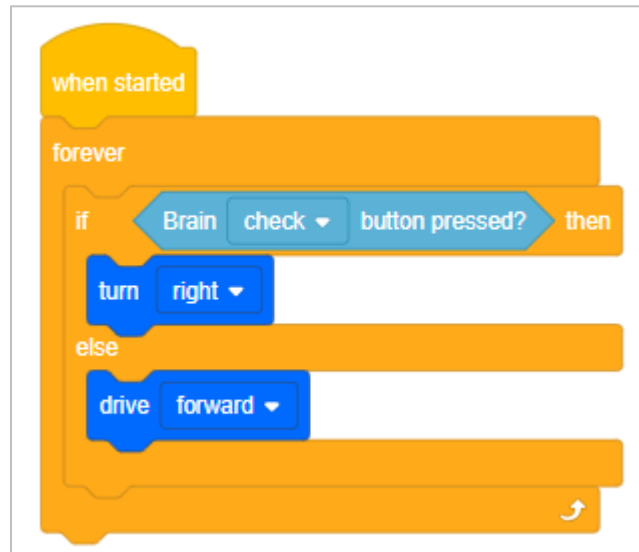 when started
forever
if Brain check button pressed? then
turn right
else
drive forward